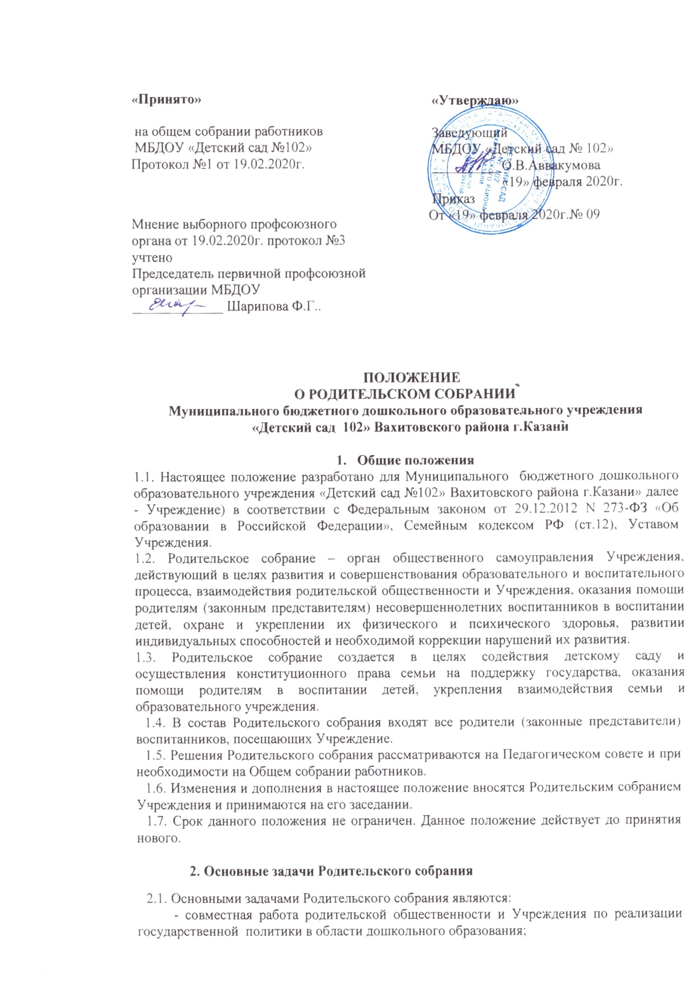 «Принято»
на общем собрании работников
МБДОУ «Детский сад №102»
Протокол №1 от 19.02.2020г.
Мнение выборного профсоюзного
органа от 19.02.2020г. протокол №3
учтено
Председатель первичной профсоюзной
организации МБДОУ
_____________ Шарипова Ф.Г..
«Утверждаю»
Заведующий
МБДОУ «Детский сад № 102»
__________ О.В.Аввакумова
«19» февраля 2020г.
Приказ
От «19» февраля 2020г.№ 09
"ДЕТСКИЙ САД
№ 102
ПОЛОЖЕНИЕ
О РОДИТЕЛЬСКОМ СОБРАНИИ
Муниципального бюджетного дошкольного образовательного учреждения
«Детский сад  102» Вахитовского района г.Казани
1. Общие положения
1.1. Настоящее положение разработано для Муниципального бюджетного дошкольного
образовательного учреждения «Детский сад №102» Вахитовского района г.Казани» далее
- Учреждение) в соответствии с Федеральным законом от 29.12.2012 N 273-ФЗ «Об
образовании в Российской Федерации», Семейным кодексом РФ (ст.12), Уставом
Учреждения.
1.2. Родительское собрание – орган общественного самоуправления Учреждения,
действующий в целях развития и совершенствования образовательного и воспитательного
процесса, взаимодействия родительской общественности и Учреждения, оказания помощи
родителям (законным представителям) несовершеннолетних воспитанников в воспитании
детей, охране и укреплении их физического и психического здоровья, развитии
индивидуальных способностей и необходимой коррекции нарушений их развития.
1.3. Родительское собрание создается в целях содействия детскому саду и
осуществления конституционного права семьи на поддержку государства, оказания
помощи родителям в воспитании детей, укрепления взаимодействия семьи и
образовательного учреждения.
1.4. В состав Родительского собрания входят все родители (законные представители)
воспитанников, посещающих Учреждение.
1.5. Решения Родительского собрания рассматриваются на Педагогическом совете и при
необходимости на Общем собрании работников.
1.6. Изменения и дополнения в настоящее положение вносятся Родительским собранием
Учреждения и принимаются на его заседании.
1.7. Срок данного положения не ограничен. Данное положение действует до принятия
нового.
2. Основные задачи Родительского собрания
2.1. Основными задачами Родительского собрания являются:
- совместная работа родительской общественности и Учреждения по реализации
государственной политики в области дошкольного образования;